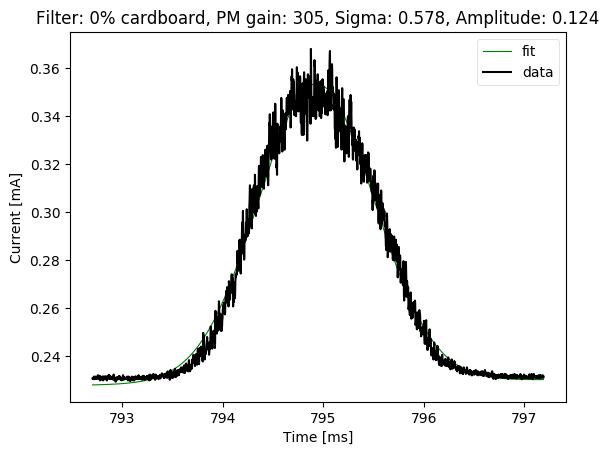 Filter: 0% cardboard, PM gain: 305, Sigma: 0.578, Amplitude: 0.124
fit
data
0.36
0.34
0.32
0.30
0.28
0.26
0.24
Current [mA]
793 794 795 796 797
Time [ms]